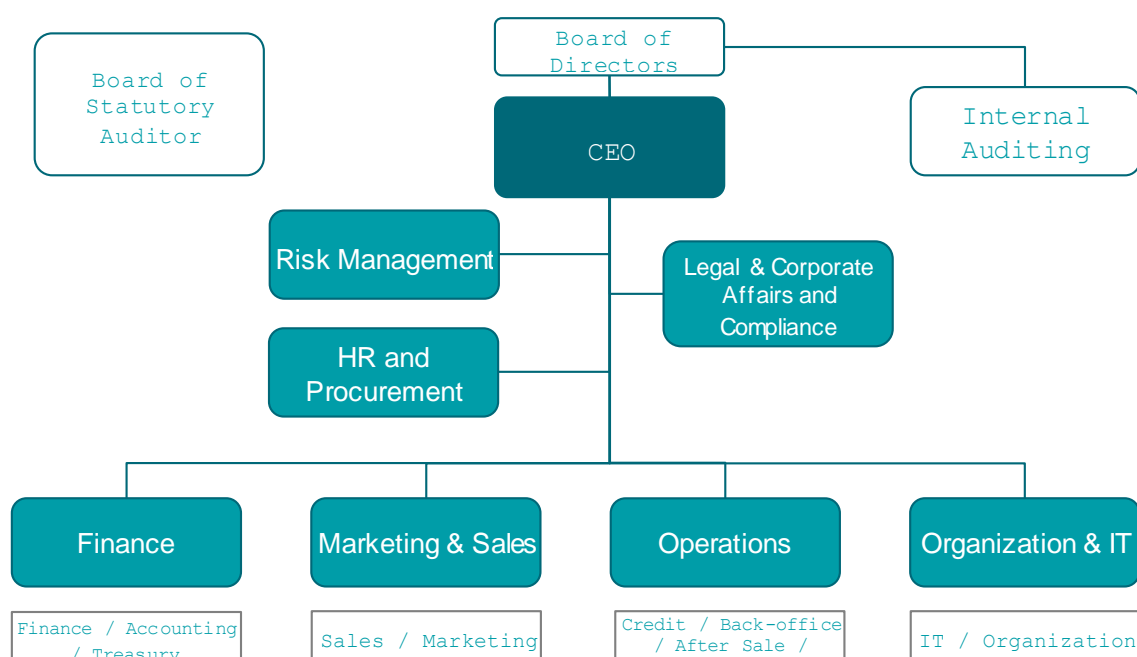 Board of
Directors
Board of
Statutory
Auditor
Internal
Auditing
CEO
Risk Management
Legal & Corporate
Affairs and
Compliance
HR and
Procurement
Finance
Marketing & Sales
Operations
Organization & IT
Finance / Accounting
/ Treasury
Sales / Marketing
Credit / Back-office
/ After Sale /
IT / Organization